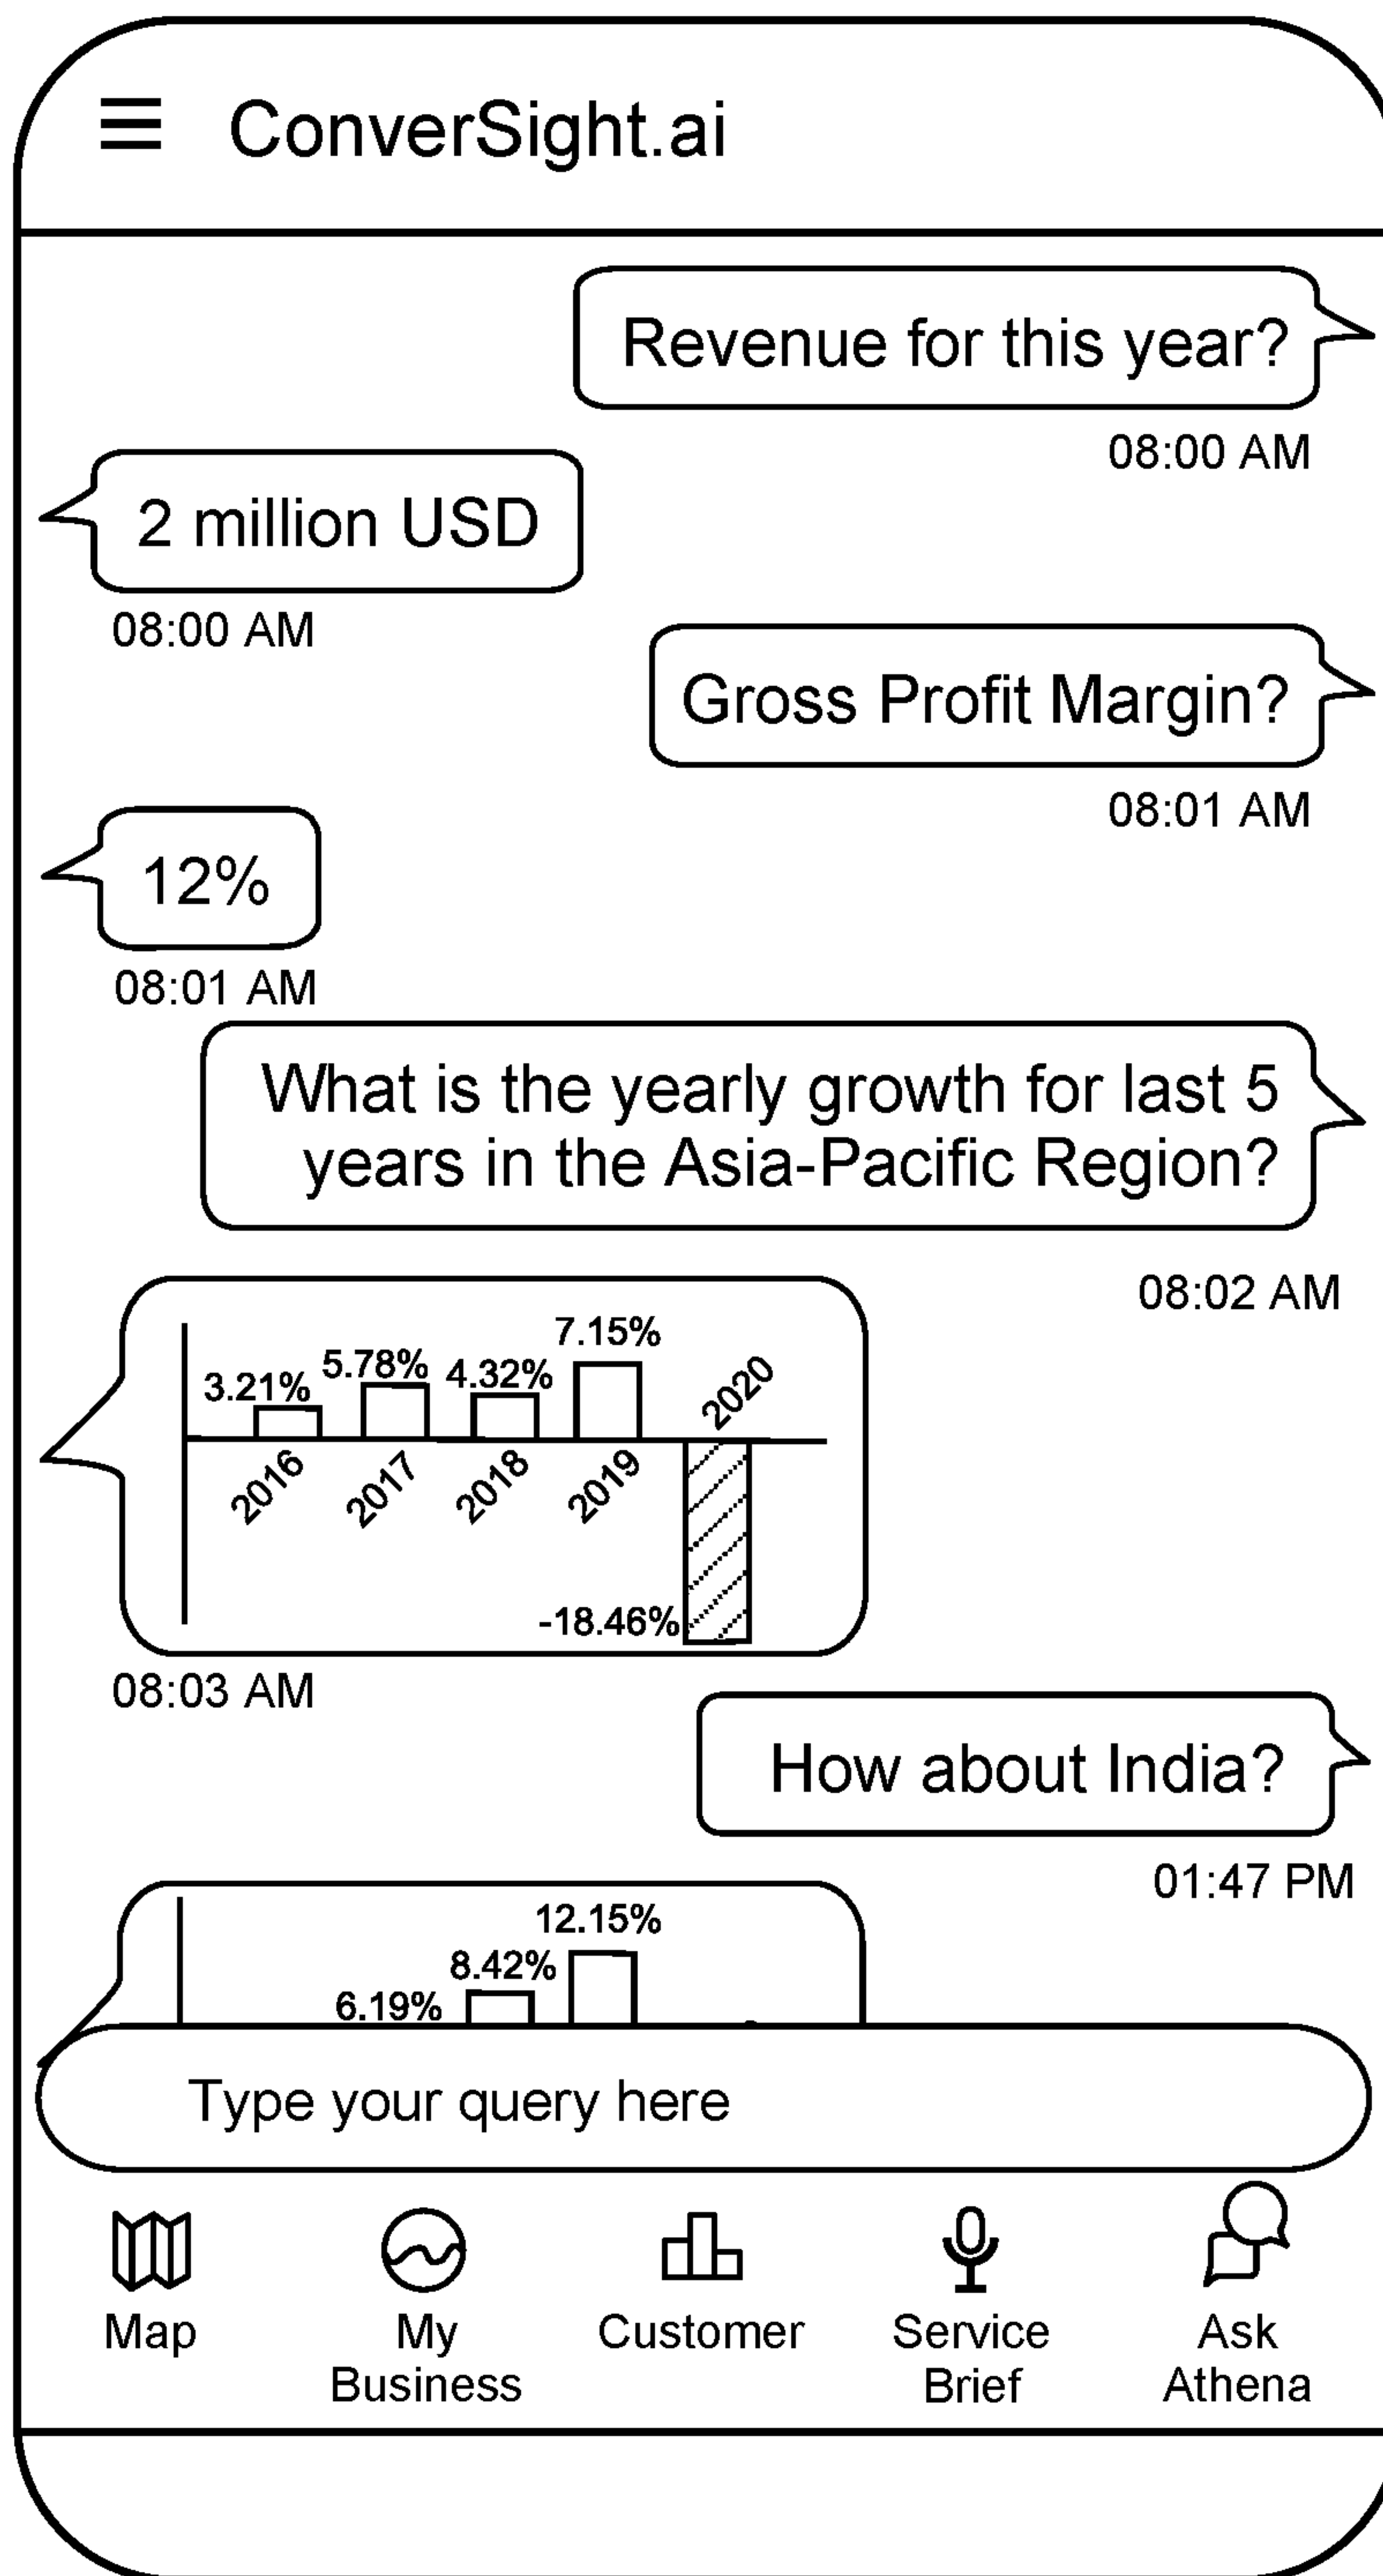 ConverSight.ai
Revenue for this year?
08:00 AM
2 million USD
08:00 AM
Gross Profit Margin?
08:01 AM
12%
08:01 AM
What is the yearly growth for last 5
years in the Asia-Pacific Region?
08:02 AM
3.21%
5.78%
4.32%
7.15%
2020
2016
2017
2018
2019
-18.46%
08:03 AM
How about India?
01:47 PM
12.15%
8.42%
6.19%
Type your query here
Map
My
Business
Customer
Service
Brief
Ask
Athena